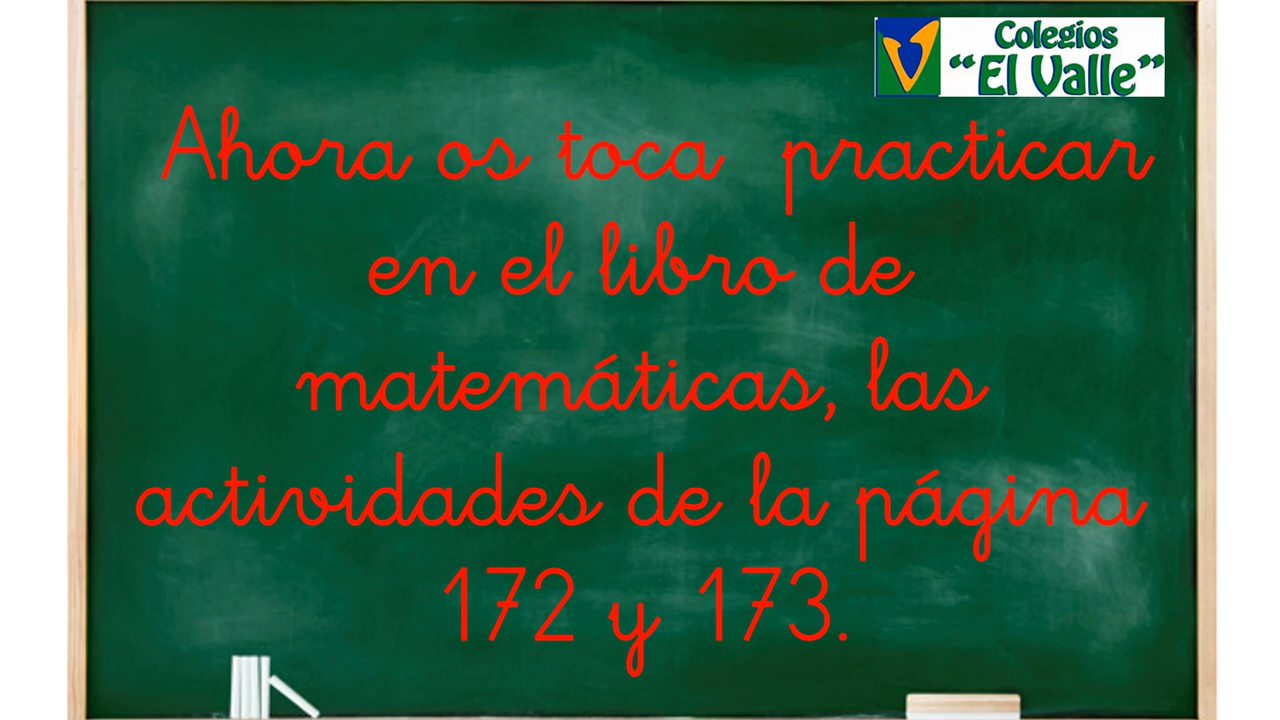 Colegios
“El Valle”
Ahora os toca practicar
en el libro de
matemáticas, las
actividades de la página
172 y 173.